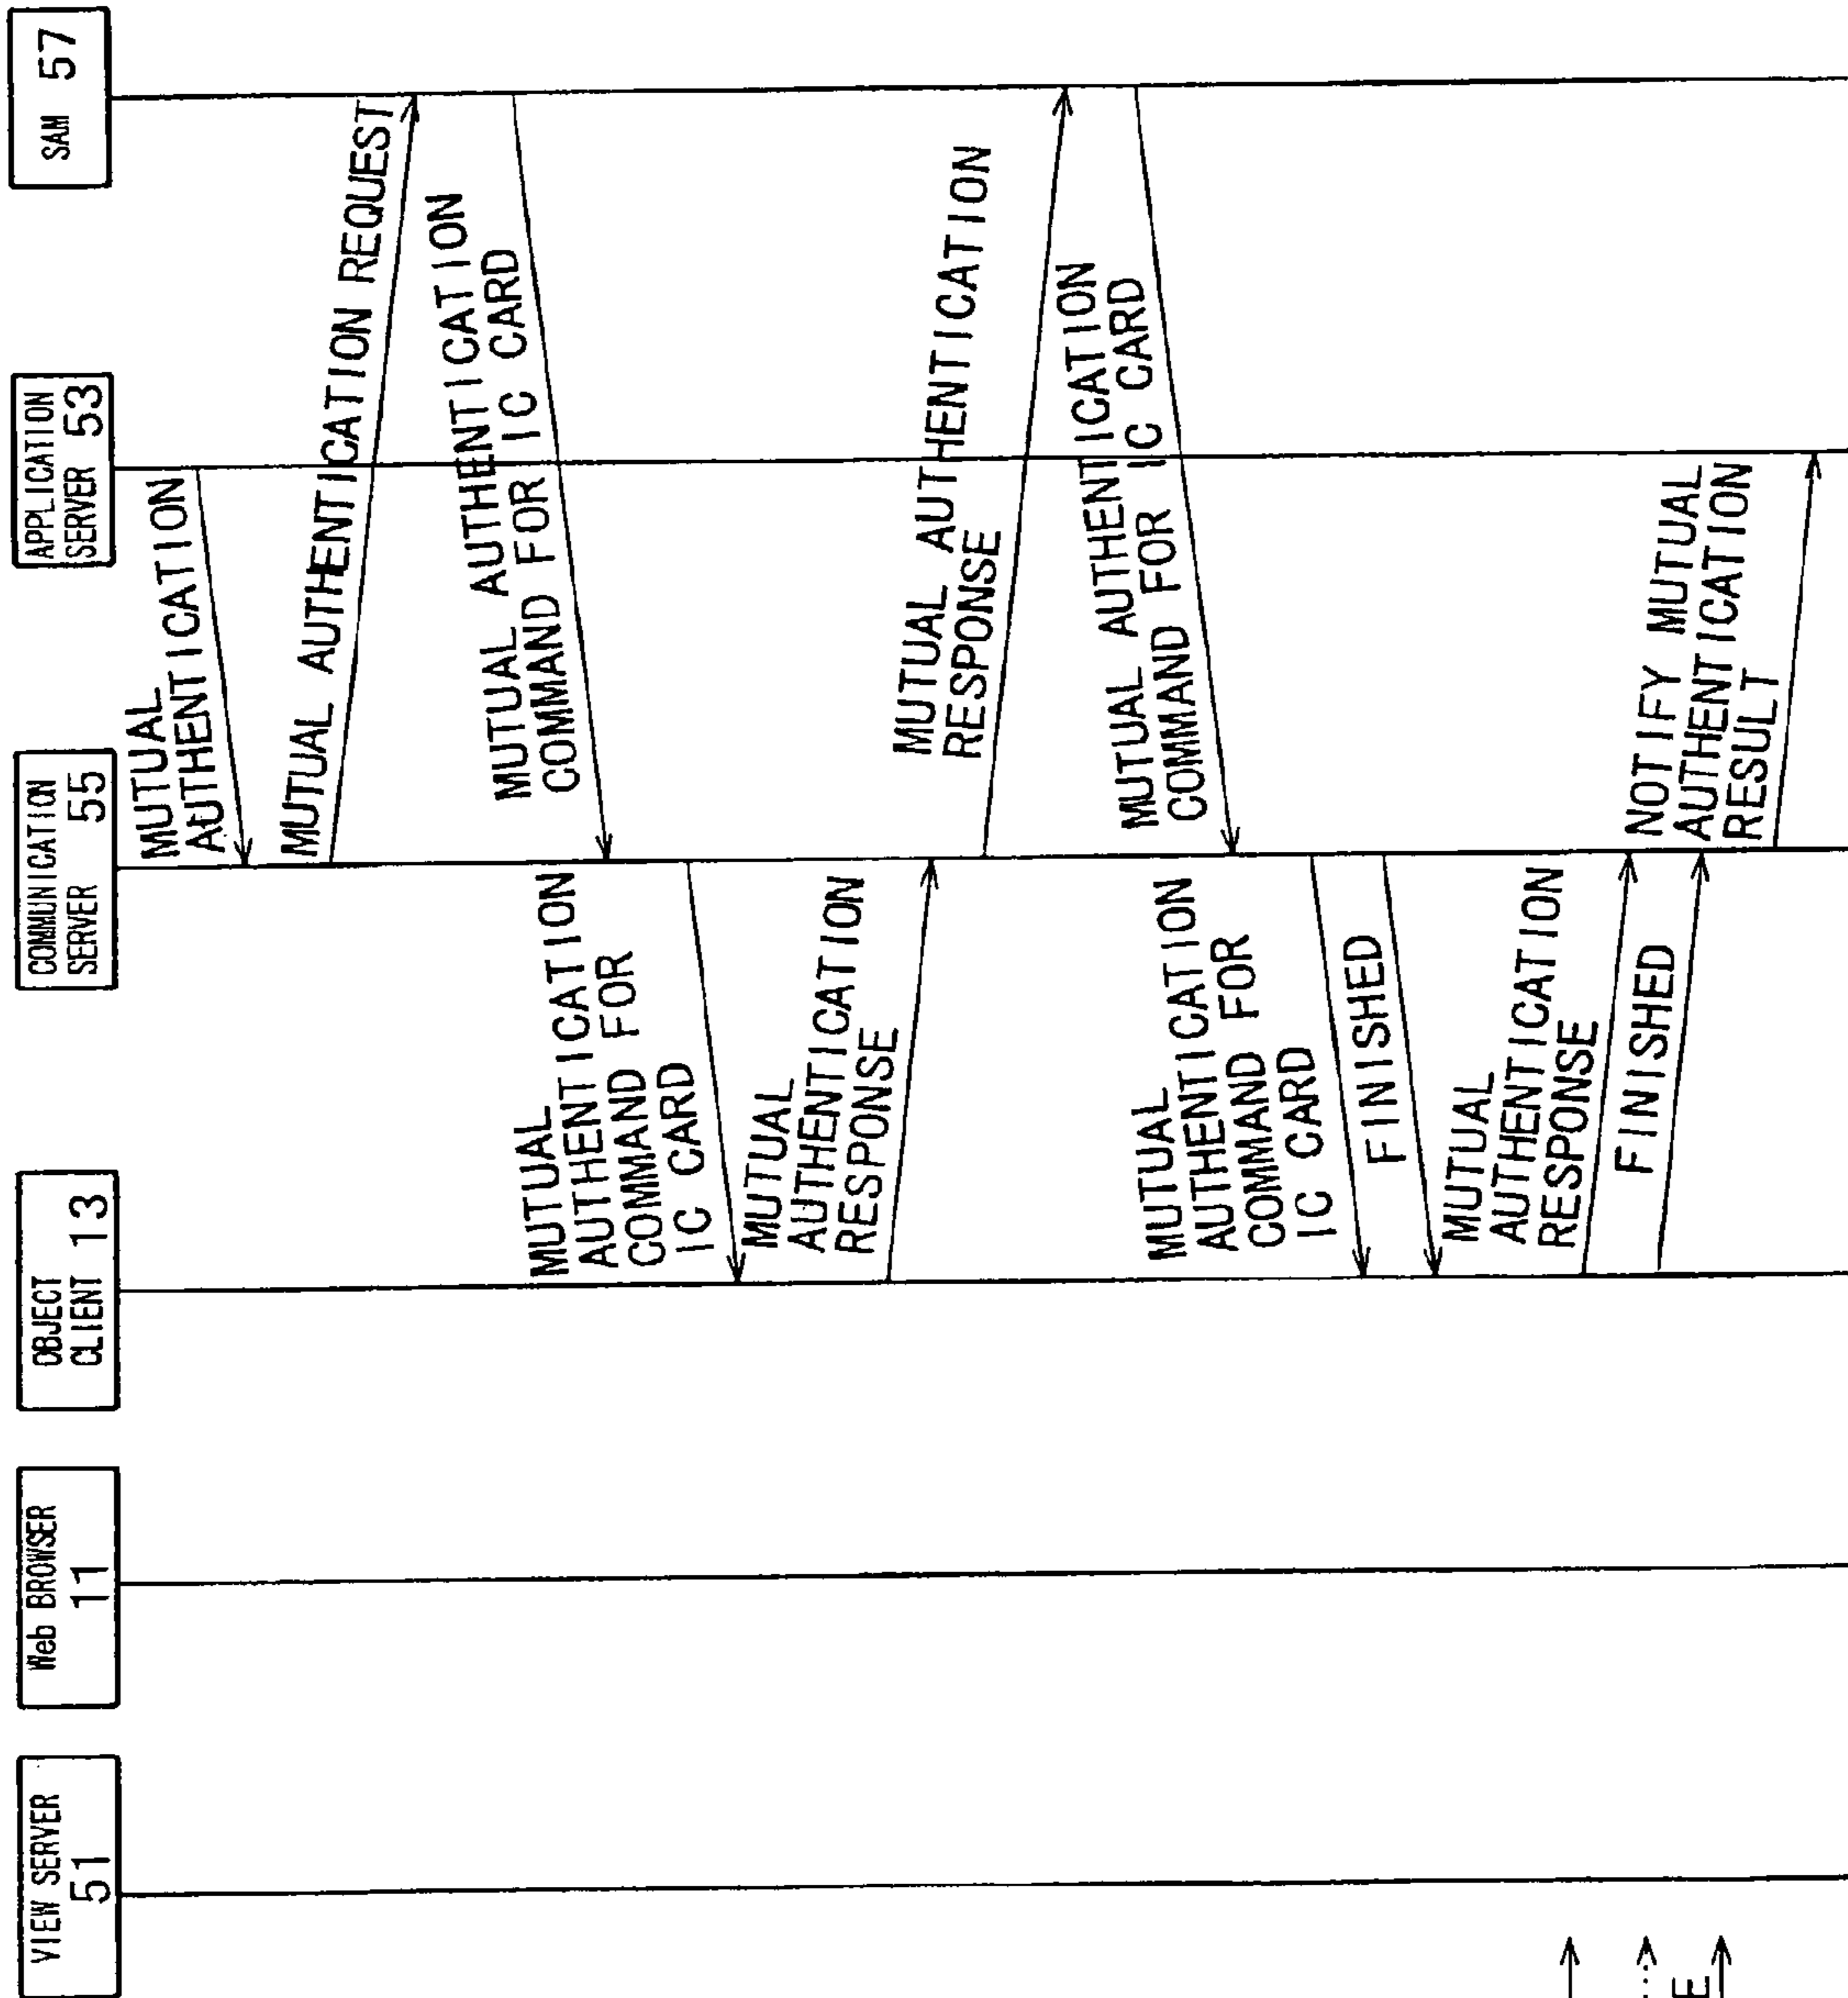 VIEW SERVER
51
Web BROWSER
11
OBJECT
CLIENT 13
COMMUNICATION
SERVER 55
APPLICATION
SERVER 53
SAM 57
MUTUAL
AUTHENTICATION
MUTUAL AUTHENTICATION REQUEST
MUTUAL AUTHENTICATION
COMMAND FOR IC CARD
MUTUAL
AUTHENTICATION
COMMAND FOR
IC CARD
MUTUAL
AUTHENTICATION
RESPONSE
MUTUAL AUTHENTICATION
RESPONSE
MUTUAL AUTHENTICATION
COMMAND FOR IC CARD
MUTUAL
AUTHENTICATION
COMMAND FOR
IC CARD
FINISHED
MUTUAL
AUTHENTICATION
RESPONSE
FINISHED
NOTIFY MUTUAL
AUTHENTICATION
RESULT
E